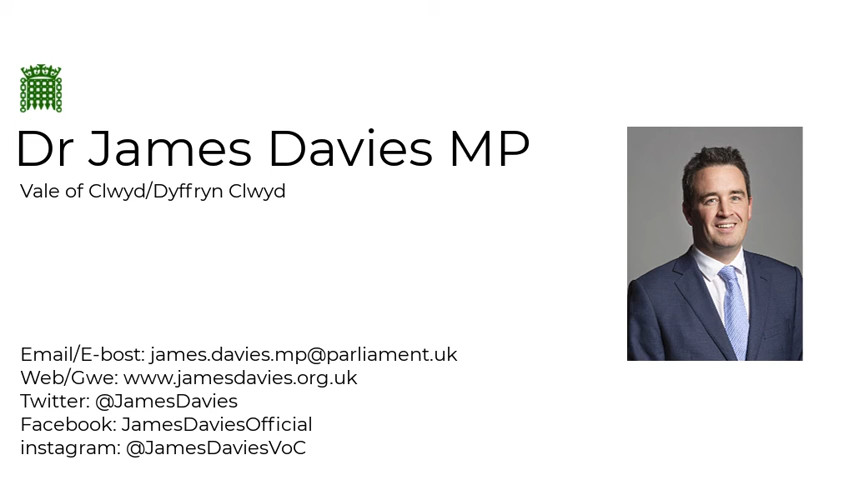 Dr James Davies MP
Vale of Clwyd/Dyffryn Clwyd
Email/E-bost: james.davies.mp@parliament.uk
Web/Gwe: www.jamesdavies.org.uk
Twitter: @JamesDavies
Facebook: JamesDaviesOfficial
instagram: @JamesDaviesVoC